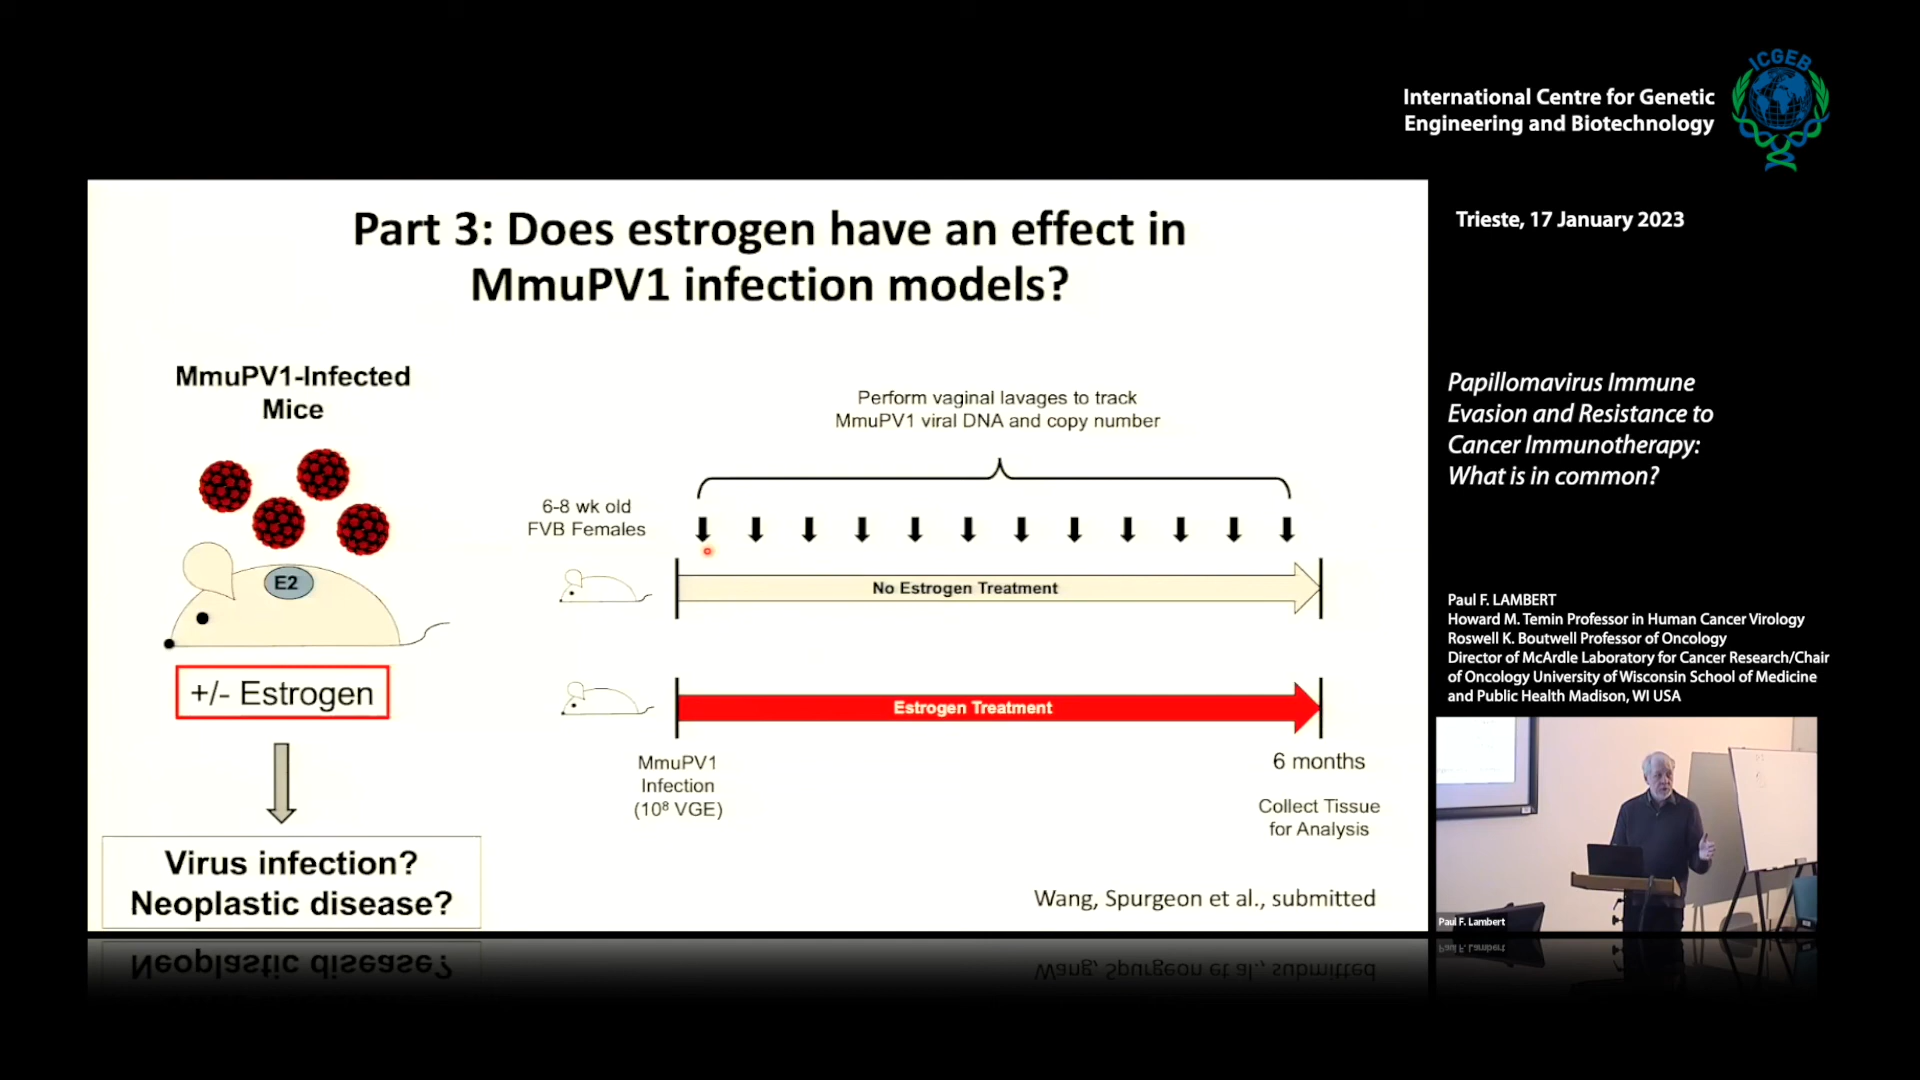 ICGEB
International Centre for Genetic
Engineering and Biotechnology
Trieste, 17 January 2023
Part 3: Does estrogen have an effect in
MmuPV1 infection models?
MmuPV1-Infected
Mice
E2
+/- Estrogen
Virus infection?
Neoplastic disease?
Perform vaginal lavages to track
MmuPV1 viral DNA and copy number
6-8 wk old
FVB Females
No Estrogen Treatment
Estrogen Treatment
MmuPV1
Infection
(10⁸ VGE)
6 months
Collect Tissue
for Analysis
Wang, Spurgeon et al., submitted
Papillomavirus Immune
Evasion and Resistance to
Cancer Immunotherapy:
What is in common?
Paul F. LAMBERT
Howard M. Temin Professor in Human Cancer Virology
Roswell K. Boutwell Professor of Oncology
Director of McArdle Laboratory for Cancer Research/Chair
of Oncology University of Wisconsin School of Medicine
and Public Health Madison, WI USA
Paul F. Lambert